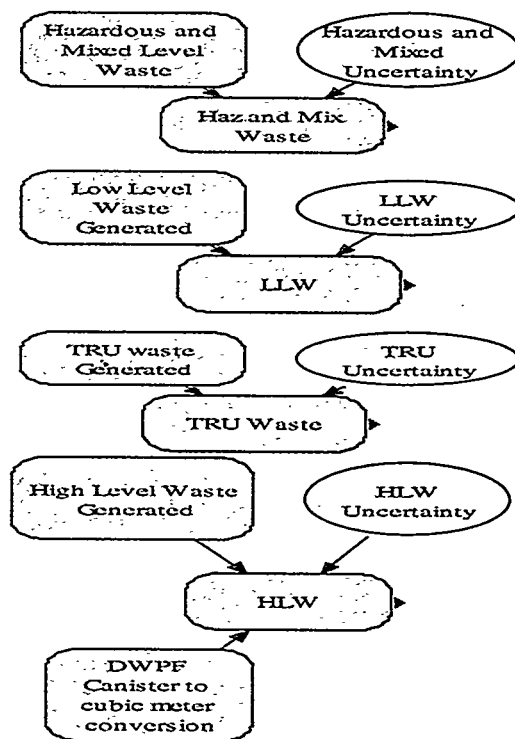 Hazardous and
Mixed Level
Waste
Hazardous and
Mixed
Uncertainty
Haz.and Mix
Waste
Low Level
Waste
Generated
LLW
Uncertainty
LLW
TRU waste
Generated
TRU
Uncertainty
TRU Waste
High Level Waste
Generated
HLW
Uncertainty
HLW
DWPF
Canister to
cubic meter
conversion